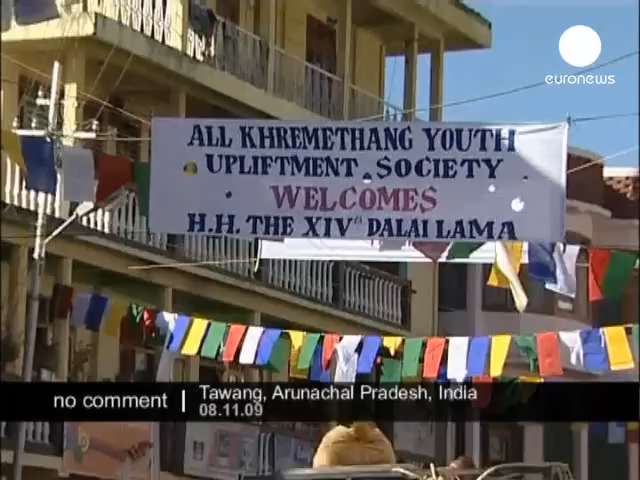 euronews
ALL KHREMETHANG YOUTH
UPLIFTMENT SOCIETY
WELCOMES
H.H. THE XIVth DALAI LAMA
no comment | Tawang, Arunachal Pradesh, India
08.11.09